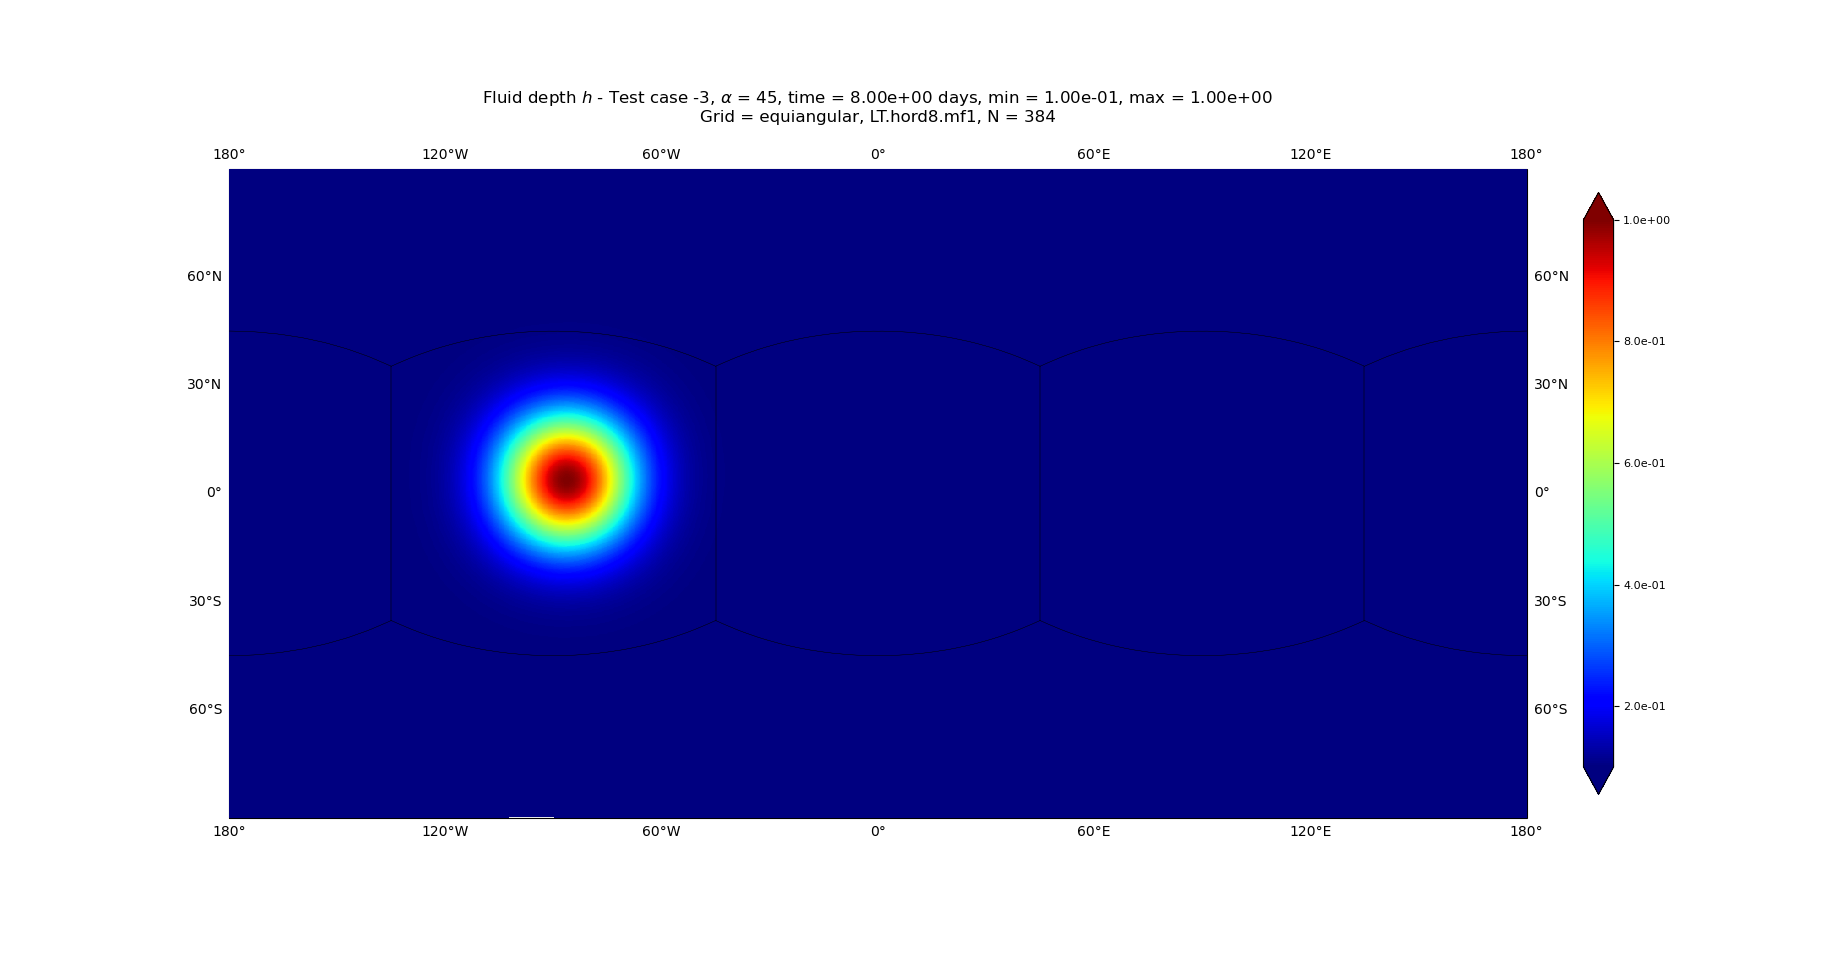 Fluid depth h - Test case -3, α = 45, time = 8.00e+00 days, min = 1.00e-01, max = 1.00e+00
Grid = equiangular, LT.hord8.mf1, N = 384
180° 120°W 60°W 0° 60°E 120°E 180°
1.0e+00
60°N 60°N
8.0e-01
30°N 30°N
6.0e-01
0° 0°
4.0e-01
30°S 30°S
2.0e-01
60°S 60°S
180° 120°W 60°W 0° 60°E 120°E 180°